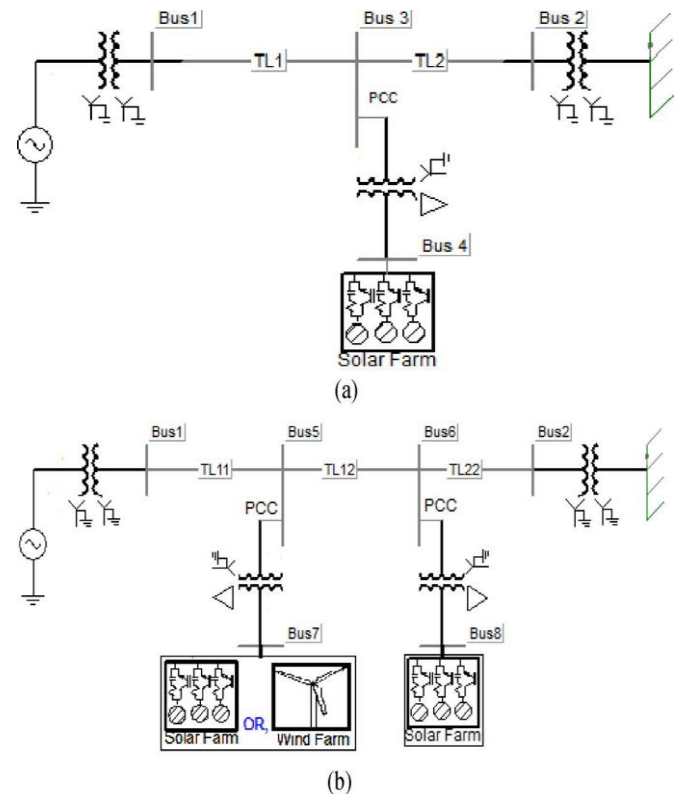 Bus1
Bus 3
Bus 2
TL1
TL2
PCC
Bus 4
Solar Farm
(a)
Bus1
Bus5
Bus6
Bus2
TL11
TL12
TL22
PCC
PCC
Bus7
Bus8
Solar Farm
OR,
Wind Farm
Solar Farm
(b)